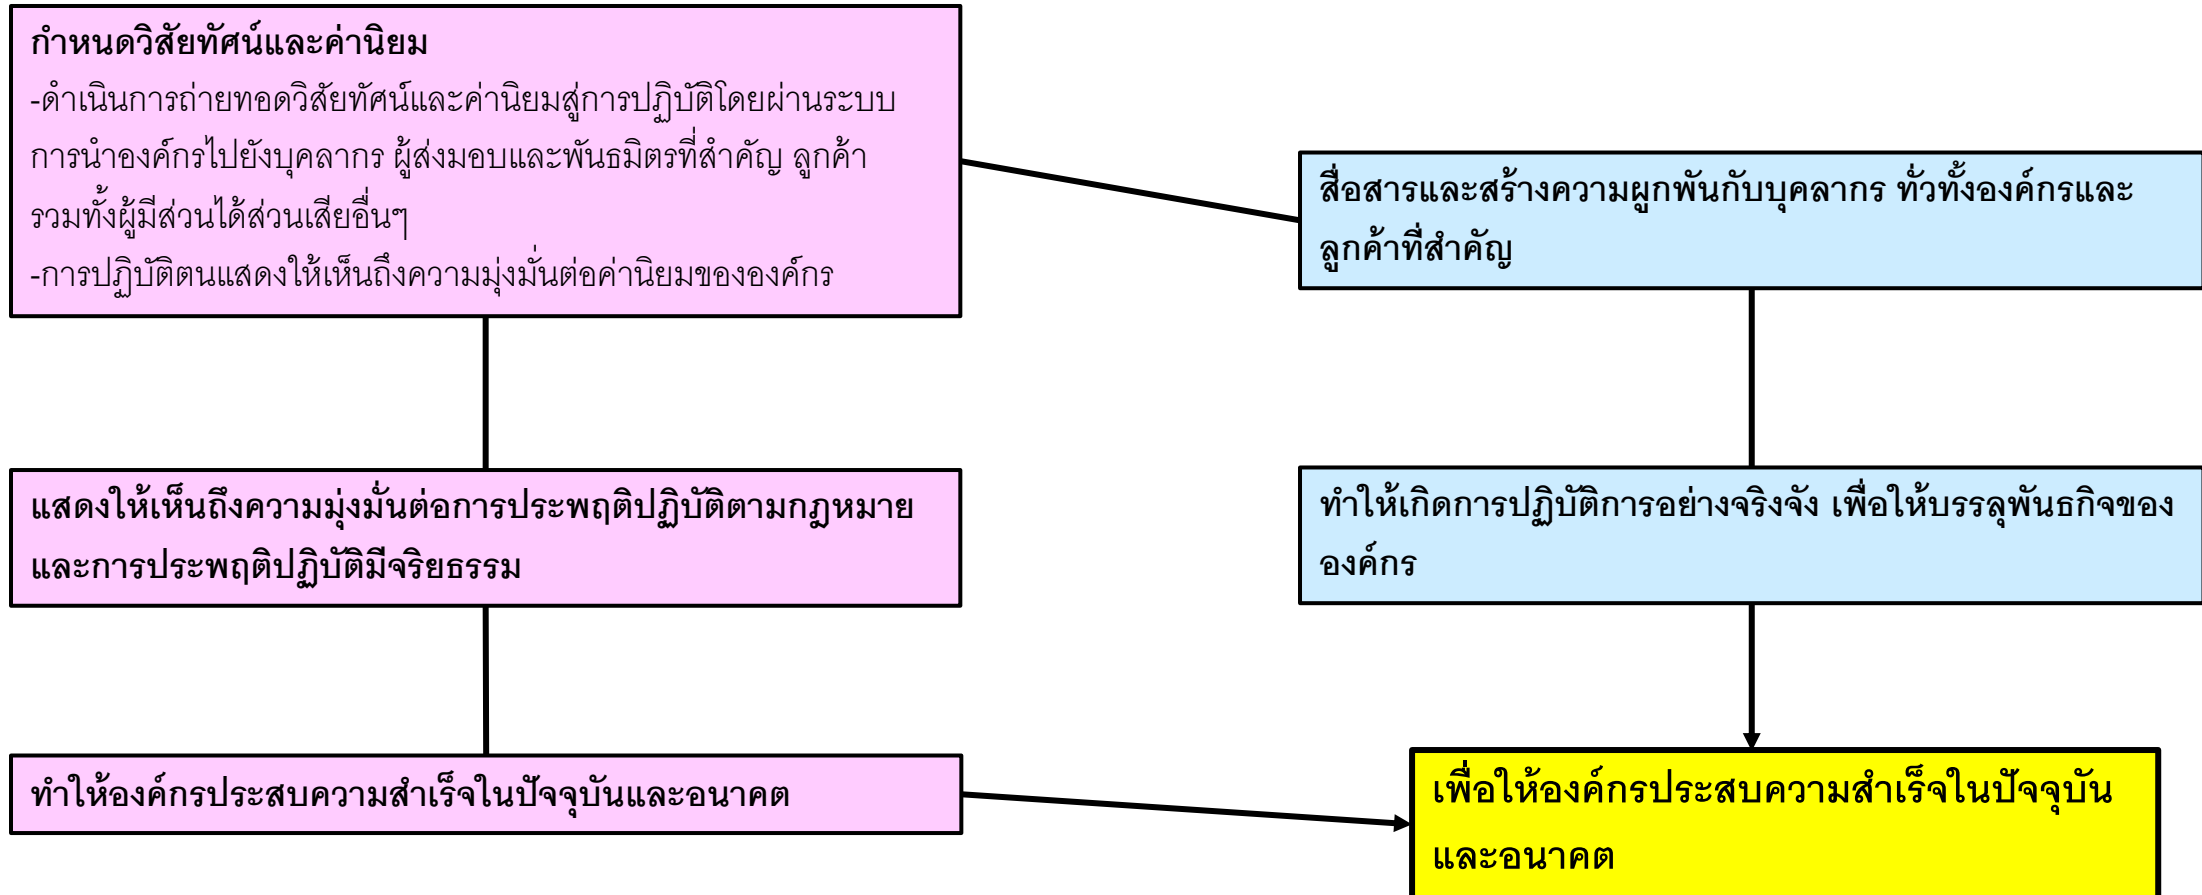 กำหนดวิสัยทัศน์และค่านิยม
-ดำเนินการถ่ายทอดวิสัยทัศน์และค่านิยมสู่การปฏิบัติโดยผ่านระบบ
การนำองค์กรไปยังบุคลากร ผู้ส่งมอบและพันธมิตรที่สำคัญ ลูกค้า
รวมทั้งผู้มีส่วนได้ส่วนเสียอื่นๆ
-การปฏิบัติตนแสดงให้เห็นถึงความมุ่งมั่นต่อค่านิยมขององค์กร
สื่อสารและสร้างความผูกพันกับบุคลากร ทั่วทั้งองค์กรและ
ลูกค้าที่สำคัญ
แสดงให้เห็นถึงความมุ่งมั่นต่อการประพฤติปฏิบัติตามกฎหมาย
และการประพฤติปฏิบัติมีจริยธรรม
ทำให้เกิดการปฏิบัติการอย่างจริงจัง เพื่อให้บรรลุพันธกิจของ
องค์กร
ทำให้องค์กรประสบความสำเร็จในปัจจุบันและอนาคต
เพื่อให้องค์กรประสบความสำเร็จในปัจจุบัน
และอนาคต